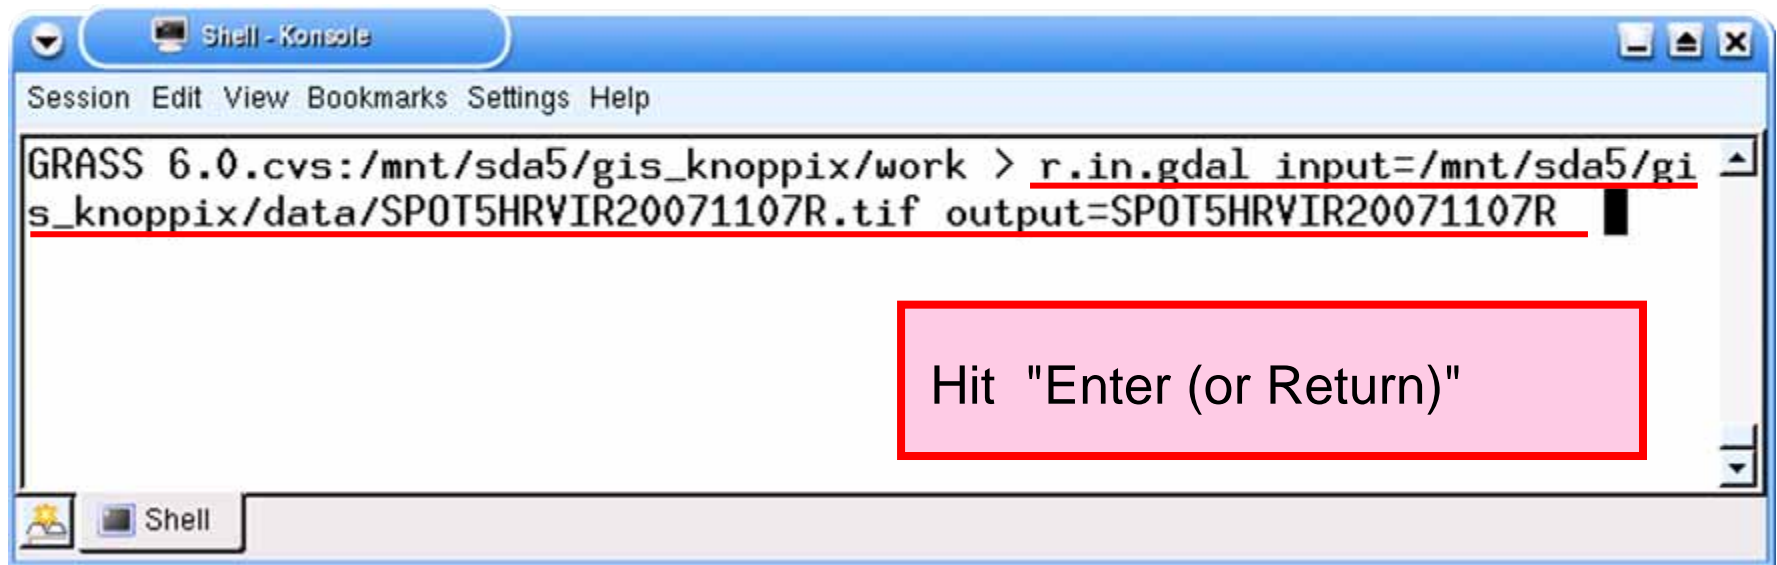 Shell - Konsole
Session Edit View Bookmarks Settings Help
GRASS 6.0.cvs:/mnt/sda5/gis_knoppix/work > r.in.gdal input=/mnt/sda5/gi
s_knoppix/data/SPOT5HRVIR20071107R.tif output=SPOT5HRVIR20071107R
Hit "Enter (or Return)"
Shell